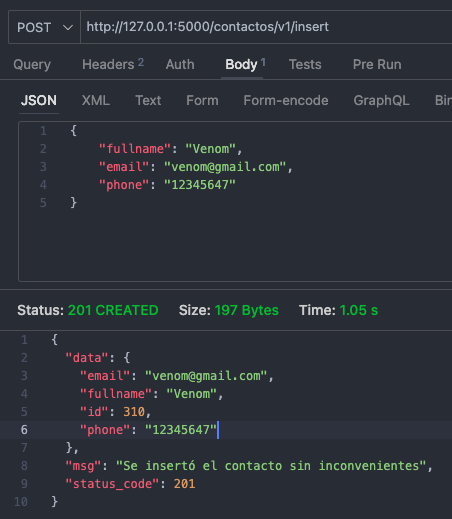 POST http://127.0.0.1:5000/contactos/v1/insert
Query Headers 2 Auth Body 1 Tests Pre Run
JSON XML Text Form Form-encode GraphQL Bin
1 {
2 "fullname": "Venom",
3 "email": "venom@gmail.com",
4 "phone": "12345647"
5 }
Status: 201 CREATED Size: 197 Bytes Time: 1.05 s
1 {
2 "data": {
3 "email": "venom@gmail.com",
4 "fullname": "Venom",
5 "id": 310,
6 "phone": "12345647"
7 },
8 "msg": "Se insertó el contacto sin inconvenientes",
9 "status_code": 201
10 }